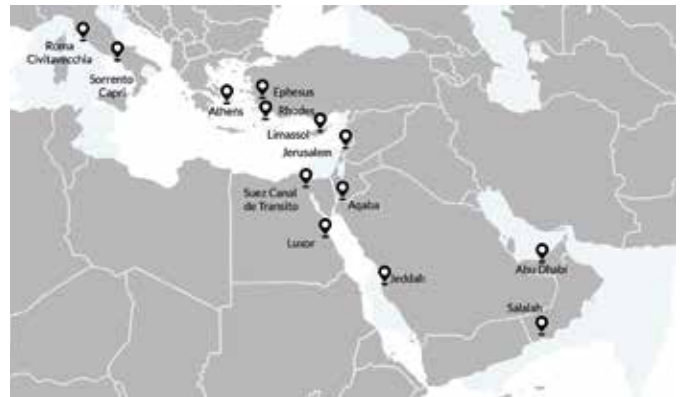 Roma
Civitavecchia
Sorrento
Capri
Athens
Ephesus
Rhodes
Limassol
Jerusalem
Suez Canal
de Transito
Aqaba
Luxor
Jeddah
Abu Dhabi
Salalah